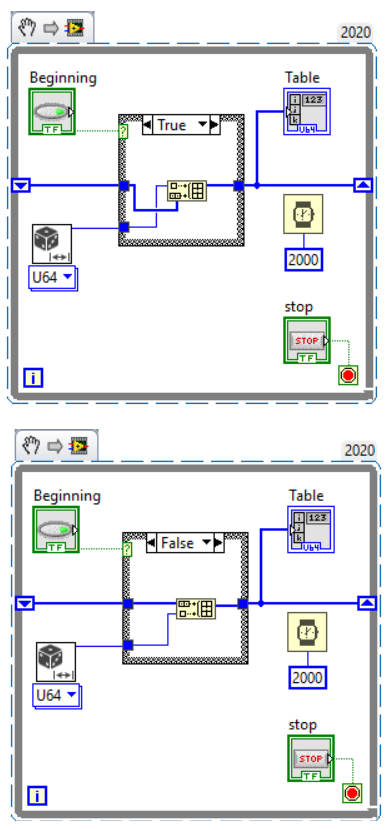 2020
Beginning
TF
?
True
Table
123
U64
U64
2000
stop
STOP
TF
i
2020
Beginning
TF
?
False
Table
123
U64
U64
2000
stop
STOP
TF
i